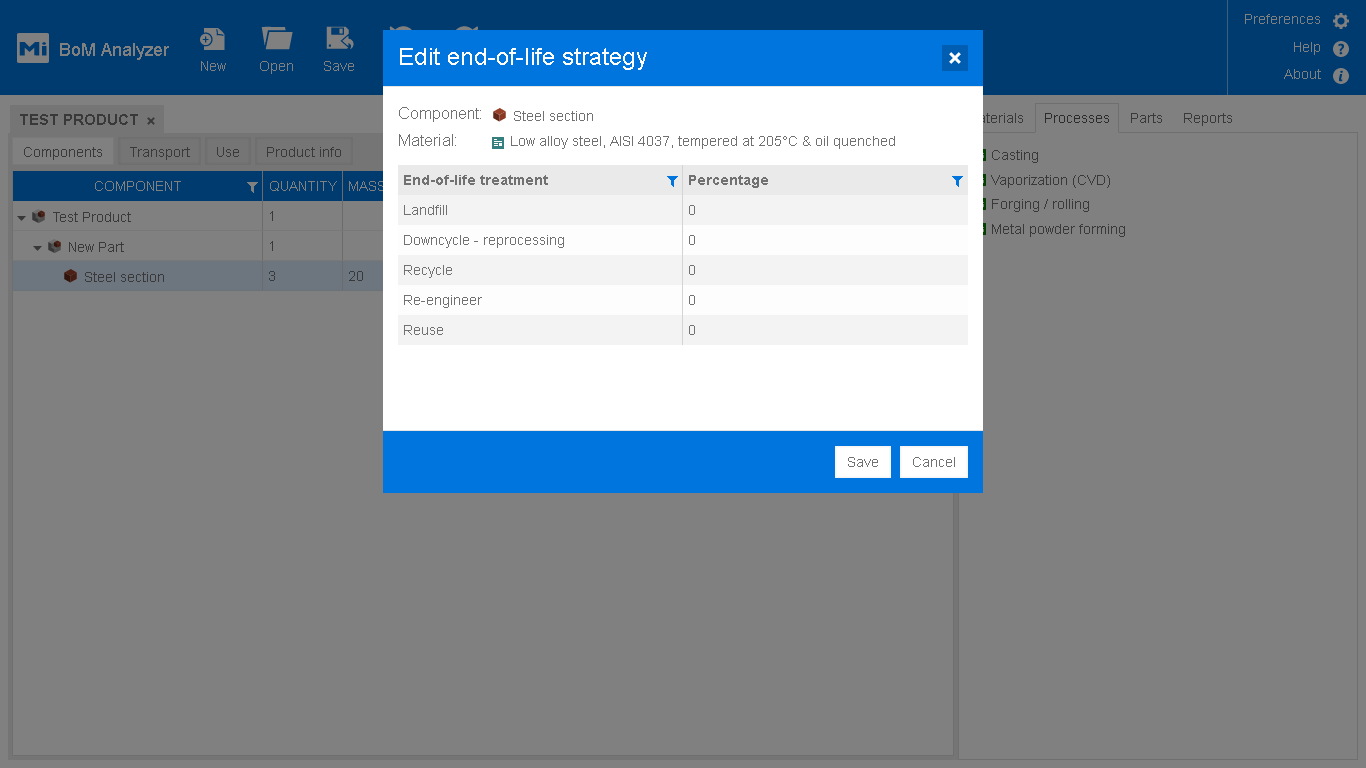 Mi BoM Analyzer New Open Save
Preferences
Help
About
Edit end-of-life strategy
Component: Steel section
Material: Low alloy steel, AISI 4037, tempered at 205°C & oil quenched
End-of-life treatment Percentage
Landfill 0
Downcycle - reprocessing 0
Recycle 0
Re-engineer 0
Reuse 0
Save Cancel
TEST PRODUCT
Components Transport Use Product info
COMPONENT QUANTITY MASS
Test Product 1
New Part 1
Steel section 3 20
Processes Parts Reports
Casting
Vaporization (CVD)
Forging / rolling
Metal powder forming